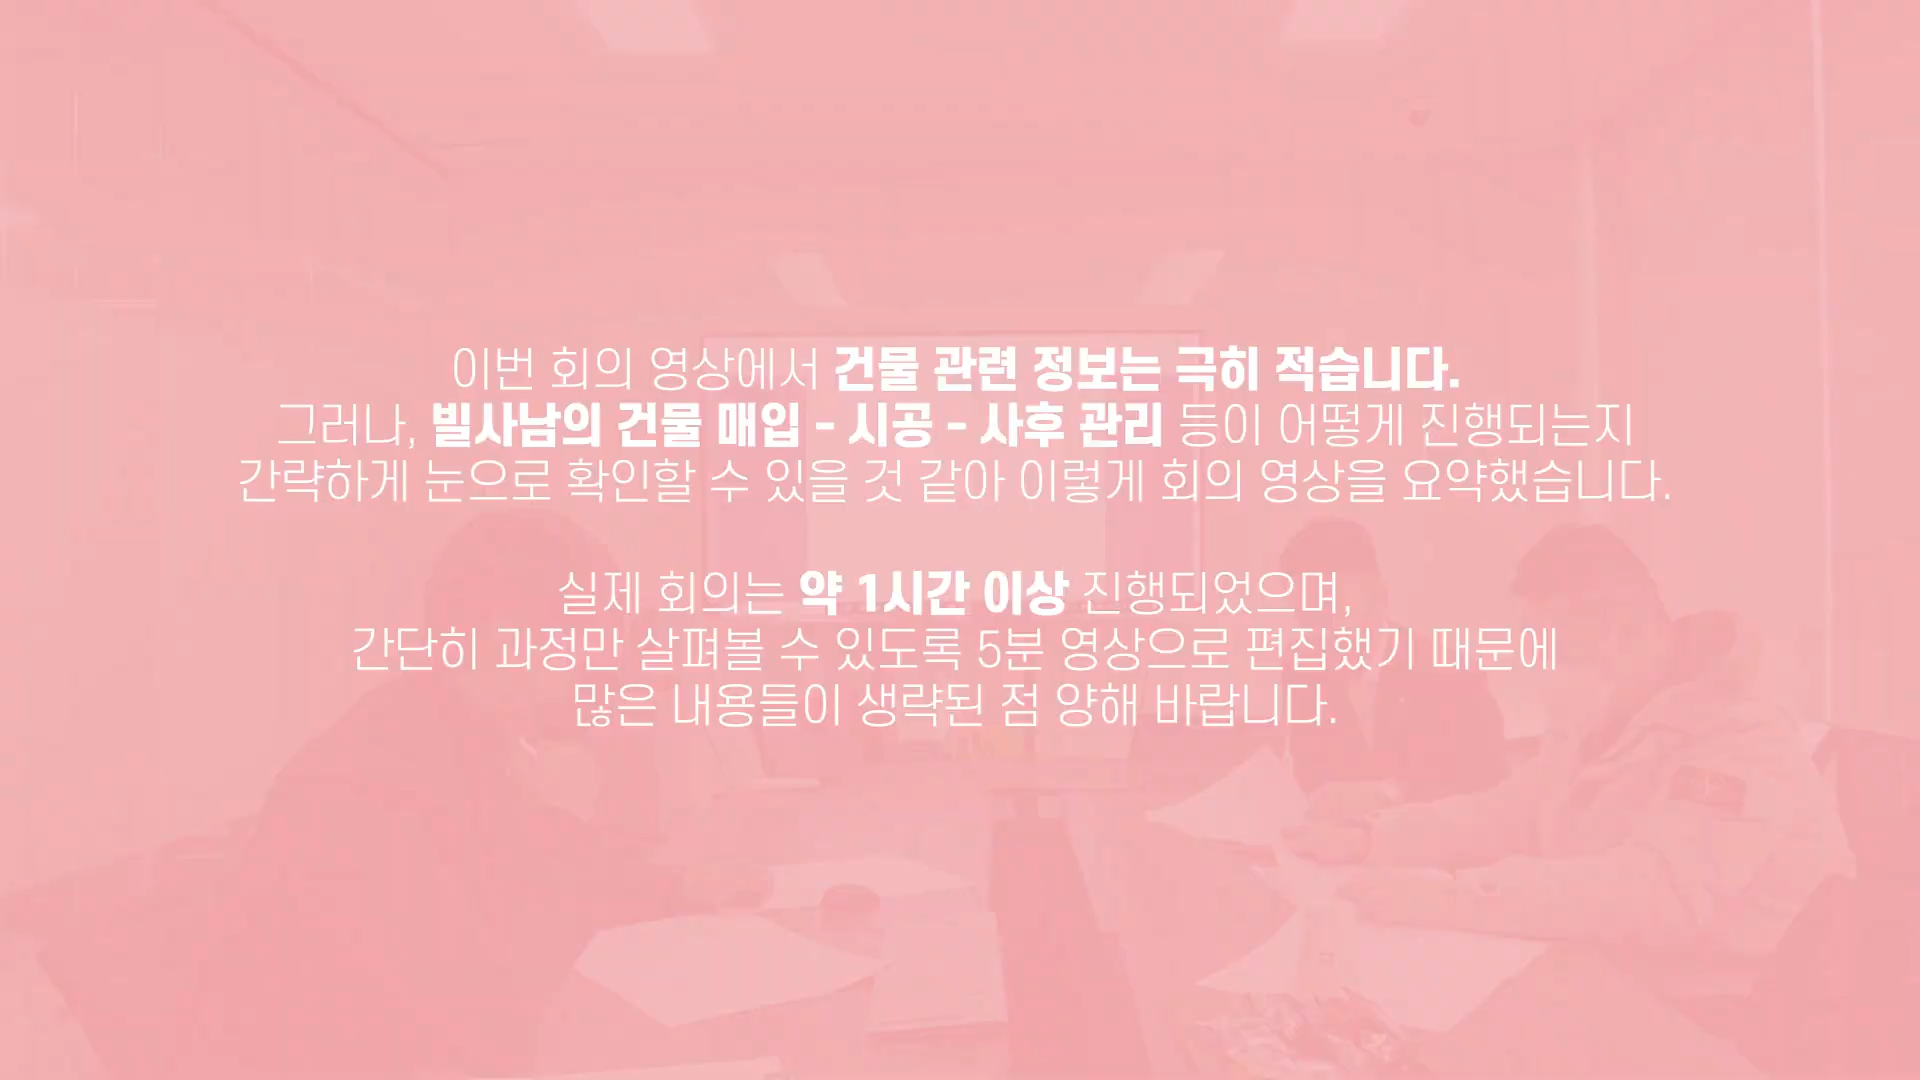 이번 회의 영상에서 건물 관련 정보는 극히 적습니다.
그러나, 빌사남의 건물 매입 - 시공 - 사후 관리 등이 어떻게 진행되는지
간략하게 눈으로 확인할 수 있을 것 같아 이렇게 회의 영상을 요약했습니다.
실제 회의는 약 1시간 이상 진행되었으며,
간단히 과정만 살펴볼 수 있도록 5분 영상으로 편집했기 때문에
많은 내용들이 생략된 점 양해 바랍니다.